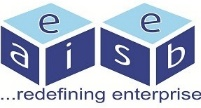 e e
a i s b
...redefining enterprise